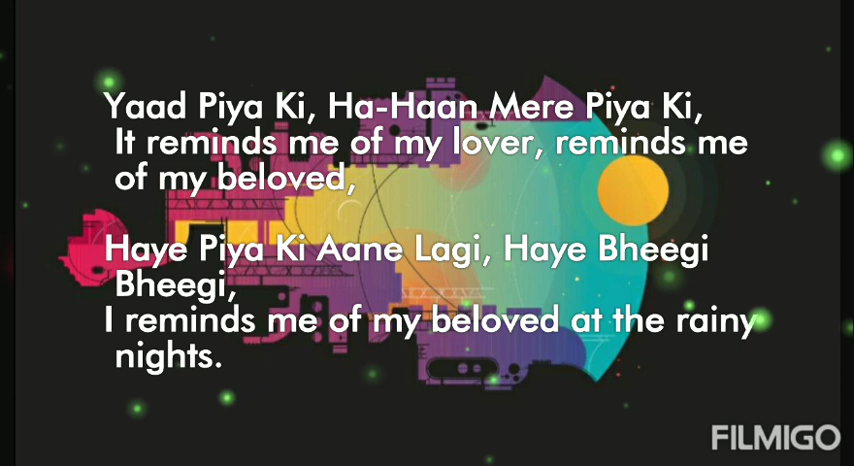 Yaad Piya Ki, Ha-Haan Mere Piya Ki,
It reminds me of my lover, reminds me
of my beloved,
Haye Piya Ki Aane Lagi, Haye Bheegi
Bheegi,
I reminds me of my beloved at the rainy
nights.
FILMIGO